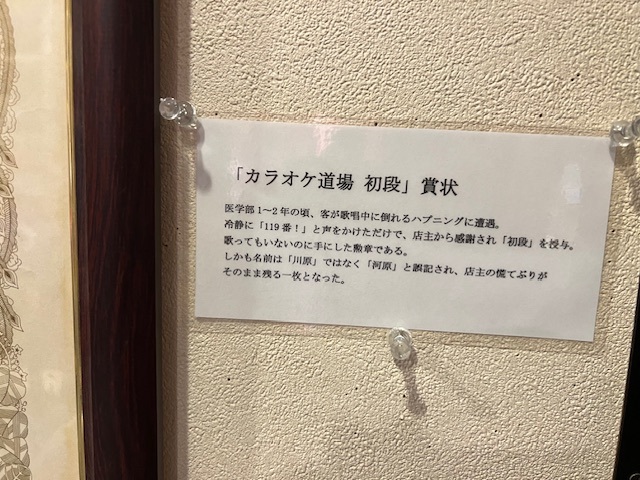 「カラオケ道場 初段」賞状
医学部1～2年の頃、客が歌唱中に倒れるハプニングに遭遇。
冷静に「119番！」と声をかけただけで、店主から感謝され「初段」を授与。
歌ってもいないのに手にした勲章である。
しかも名前は「川原」ではなく「河原」と誤記され、店主の慌てぶりが
そのまま残る一枚となった。